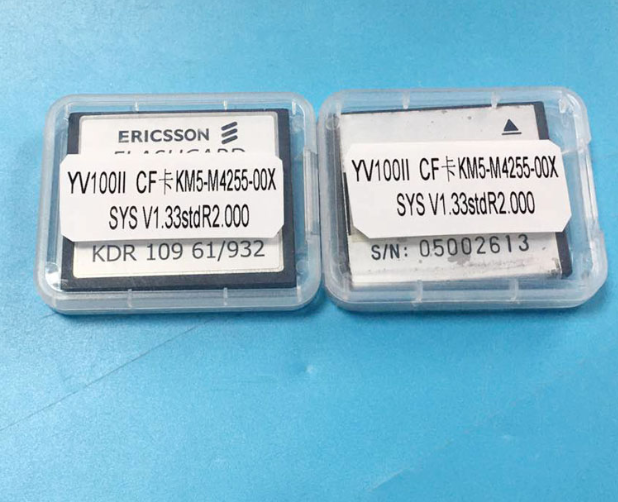 ERICSSON
FLASHCARD
YV100II CF卡KM5-M4255-00X
SYS V1.33stdR2.000
KDR 109 61/932
YV100II CF卡KM5-M4255-00X
SYS V1.33stdR2.000
S/N: 05002613